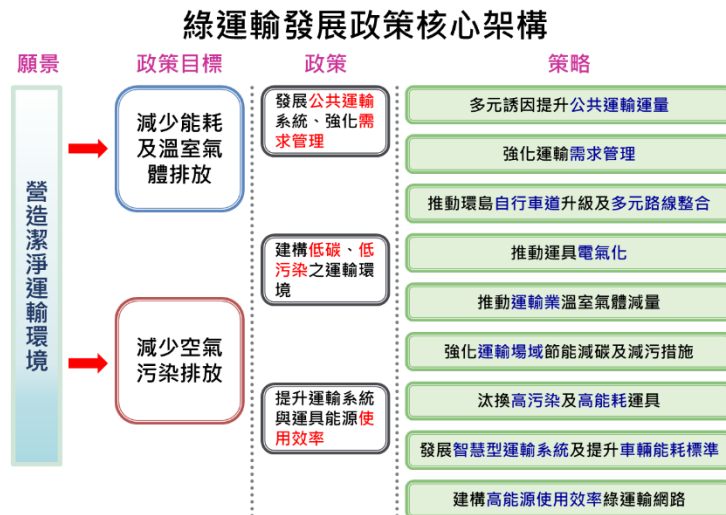 綠運輸發展政策核心架構
願景
政策目標
政策
策略
營造潔淨運輸環境
減少能耗
及溫室氣
體排放
減少空氣
污染排放
發展公共運輸
系統、強化需
求管理
建構低碳、低
污染之運輸環
境
提升運輸系統
與運具能源使
用效率
多元誘因提升公共運輸運量
強化運輸需求管理
推動環島自行車道升級及多元路線整合
推動運具電氣化
推動運輸業溫室氣體減量
強化運輸場域節能減碳及減污措施
汰換高污染及高能耗運具
發展智慧型運輸系統及提升車輛能耗標準
建構高能源使用效率綠運輸網路